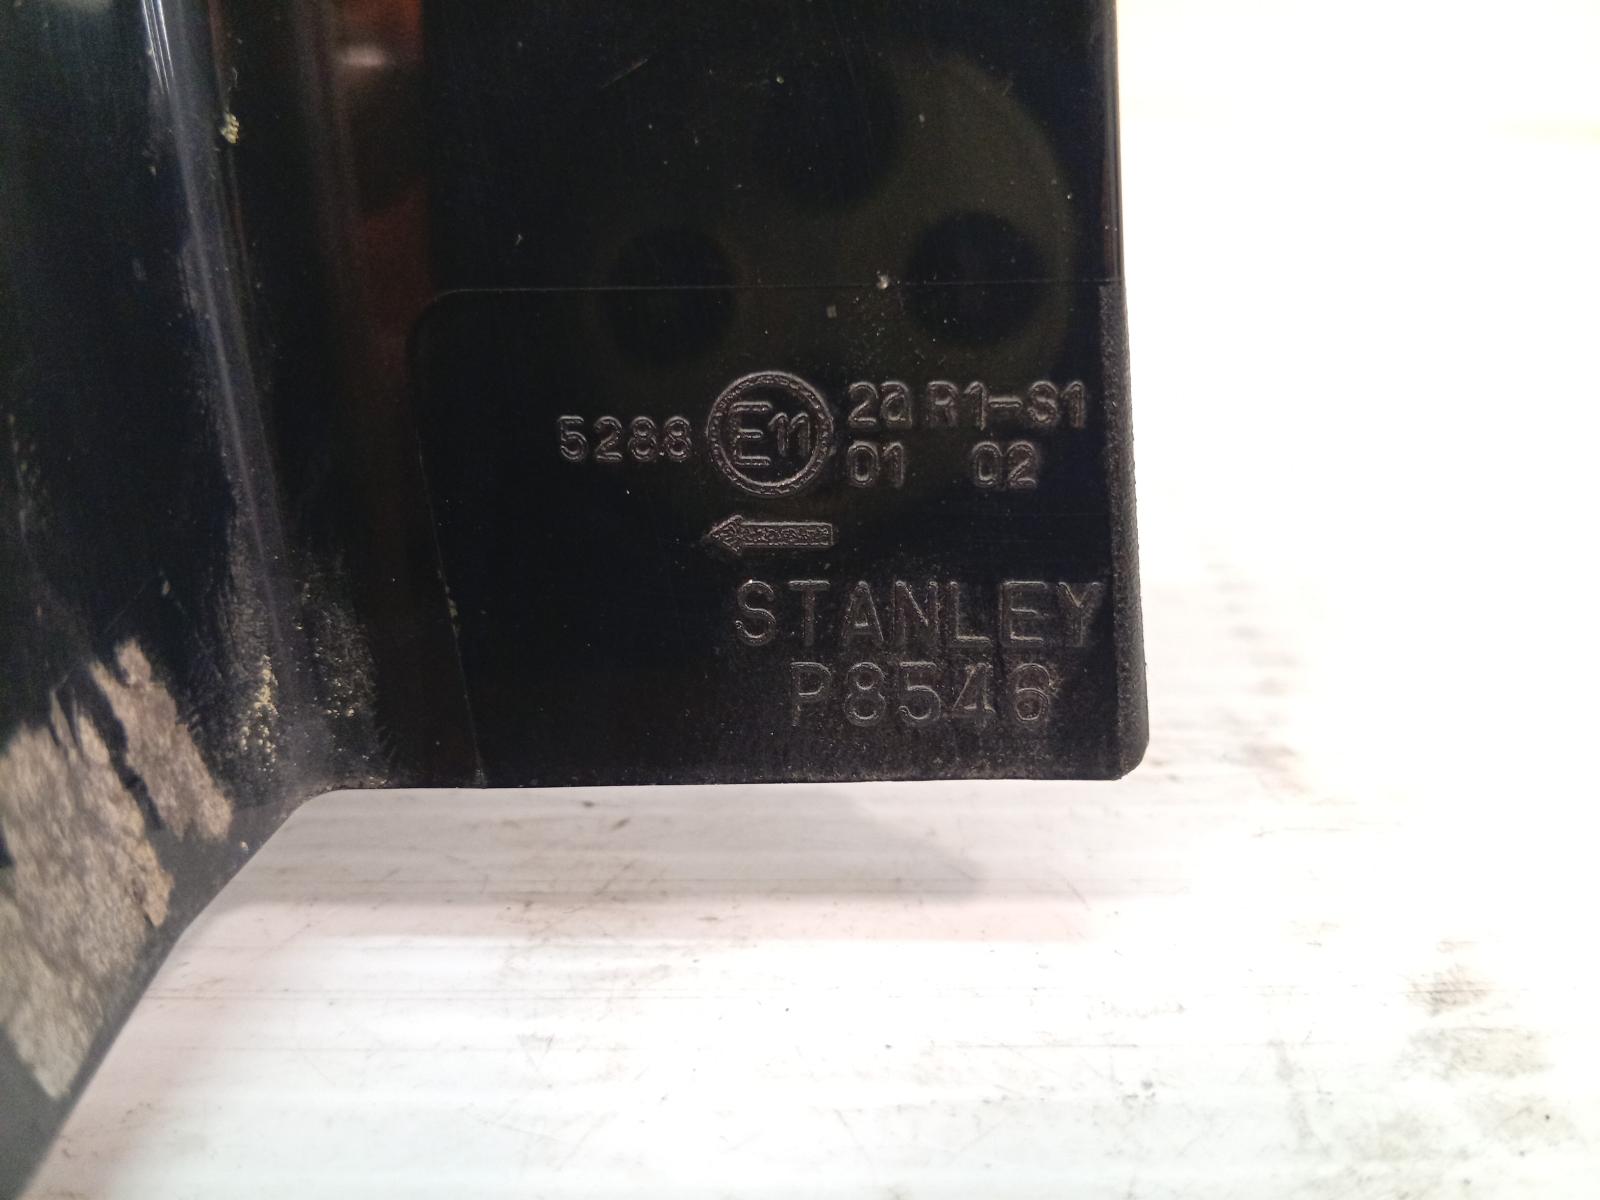 5288 E11 2a R1-S1
01 02
STANLEY
P8546